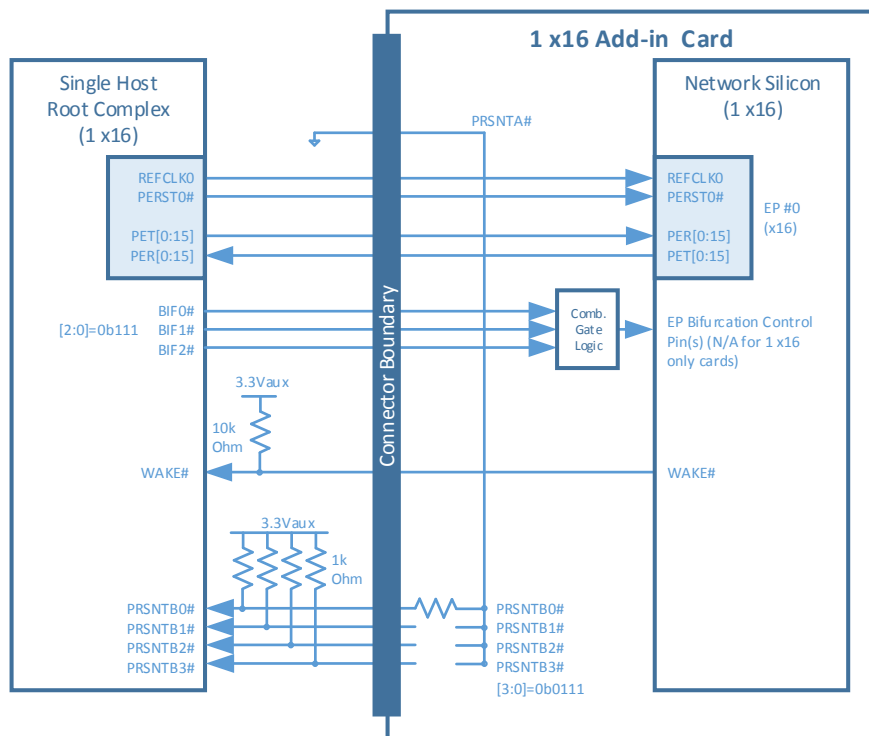 1 x16 Add-in Card
Single Host
Root Complex
(1 x16)
Network Silicon
(1 x16)
PRSNTA#
REFCLK0
PERST0#
PET[0:15]
PER[0:15]
REFCLK0
PERST0#
PER[0:15]
PET[0:15]
EP #0
(x16)
BIF0#
[2:0]=0b111 BIF1#
BIF2#
Comb.
Gate
Logic
EP Bifurcation Control
Pin(s) (N/A for 1 x16
only cards)
Connector Boundary
3.3Vaux
10k
Ohm
WAKE#
WAKE#
3.3Vaux
1k
Ohm
PRSNTB0#
PRSNTB1#
PRSNTB2#
PRSNTB3#
PRSNTB0#
PRSNTB1#
PRSNTB2#
PRSNTB3#
[3:0]=0b0111